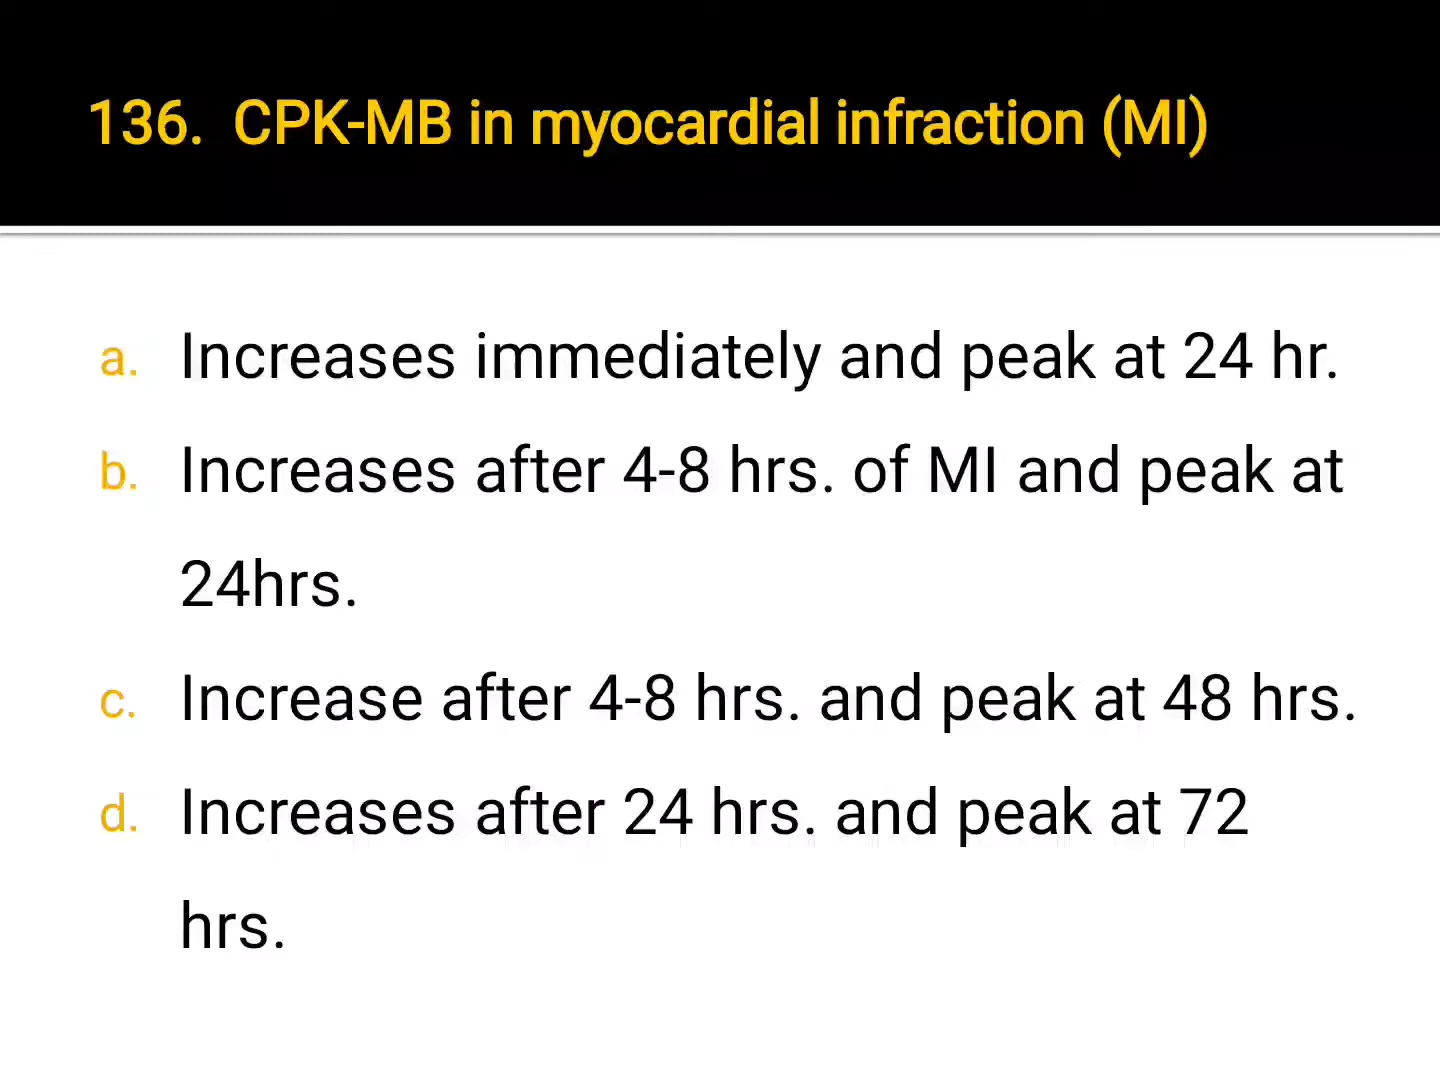 136. CPK-MB in myocardial infraction (MI)
a. Increases immediately and peak at 24 hr.
b. Increases after 4-8 hrs. of MI and peak at
24hrs.
c. Increase after 4-8 hrs. and peak at 48 hrs.
d. Increases after 24 hrs. and peak at 72
hrs.